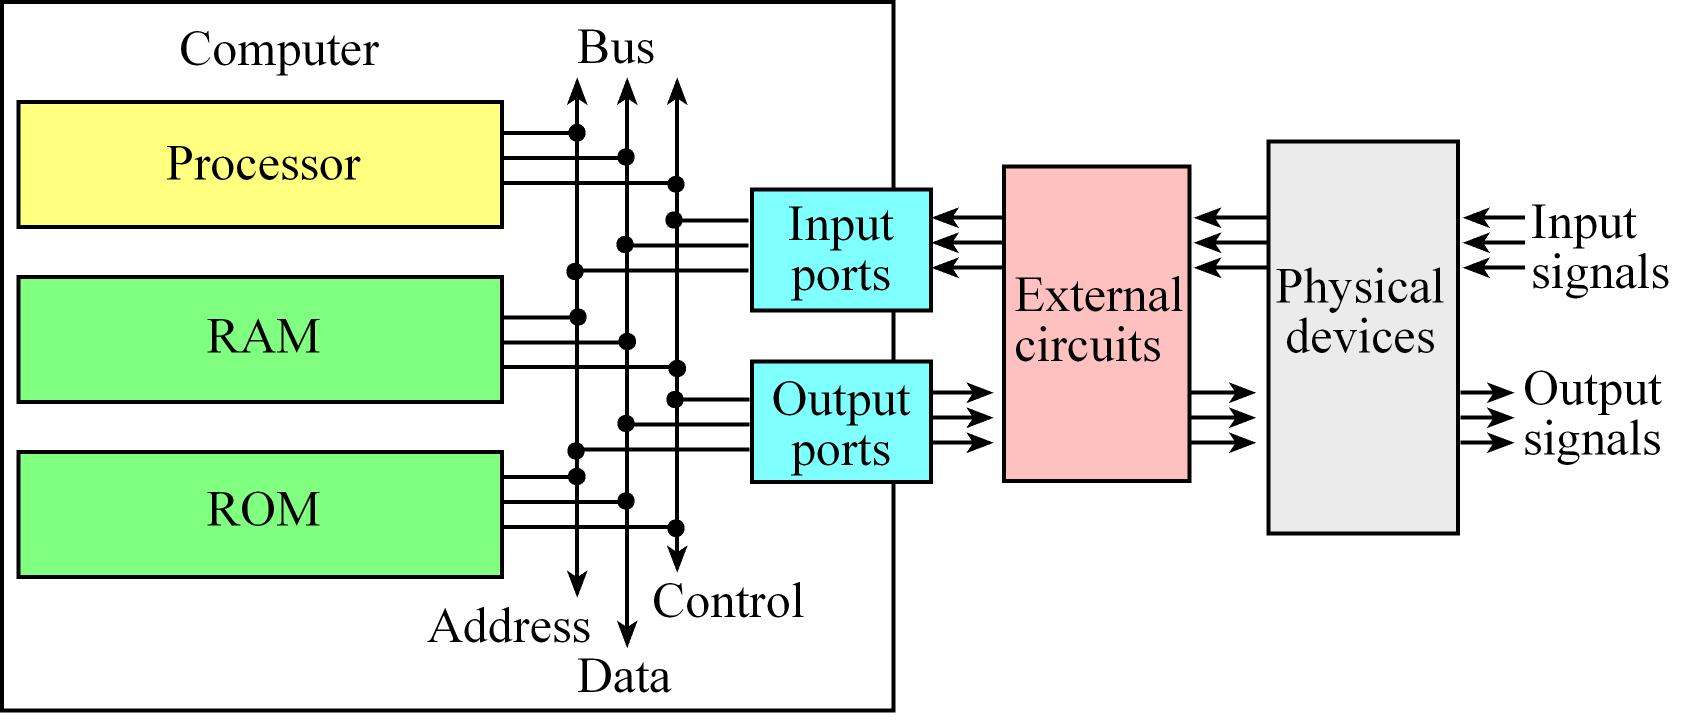 Computer
Bus
Processor
RAM
ROM
Address
Data
Control
Input
ports
Output
ports
External
circuits
Physical
devices
Input
signals
Output
signals